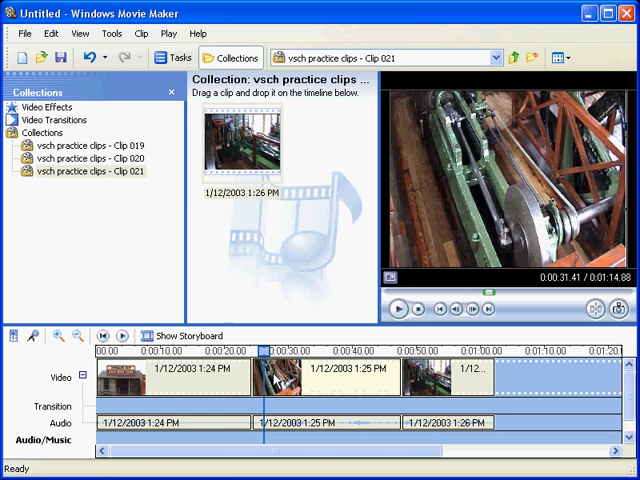 Untitled - Windows Movie Maker
File Edit View Tools Clip Play Help
Tasks Collections vsch practice clips - Clip 021
Collections
Video Effects
Video Transitions
Collections
vsch practice clips - Clip 019
vsch practice clips - Clip 020
vsch practice clips - Clip 021
Collection: vsch practice clips ...
Drag a clip and drop it on the timeline below.
1/12/2003 1:26 PM
0:00:31.41 / 0:01:14.88
Show Storyboard
00.00 0:00:10.00 0:00:20.00 0:00:30.00 0:00:40.00 0:00:50.00 0:01:00.00 0:01:10.00 0:01:20
Video 1/12/2003 1:24 PM 1/12/2003 1:25 PM 1/12...
Transition
Audio 1/12/2003 1:24 PM 1/12/2003 1:25 PM 1/12/2003 1:26 PM
Audio/Music
Ready